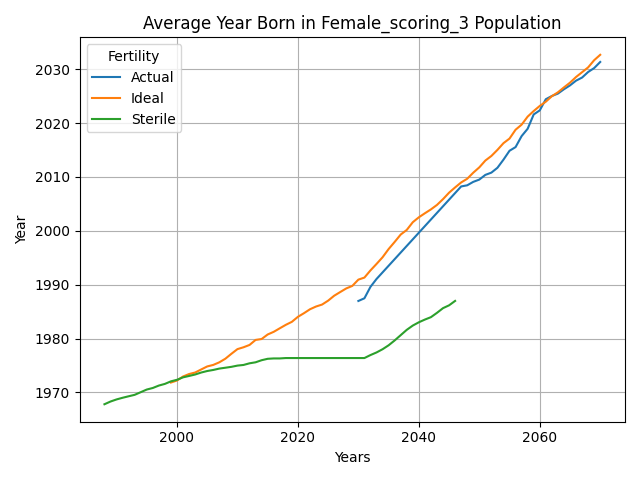 Average Year Born in Female_scoring_3 Population
Fertility
Actual
Ideal
Sterile
Year
2030
2020
2010
2000
1990
1980
1970
2000
2020
2040
2060
Years